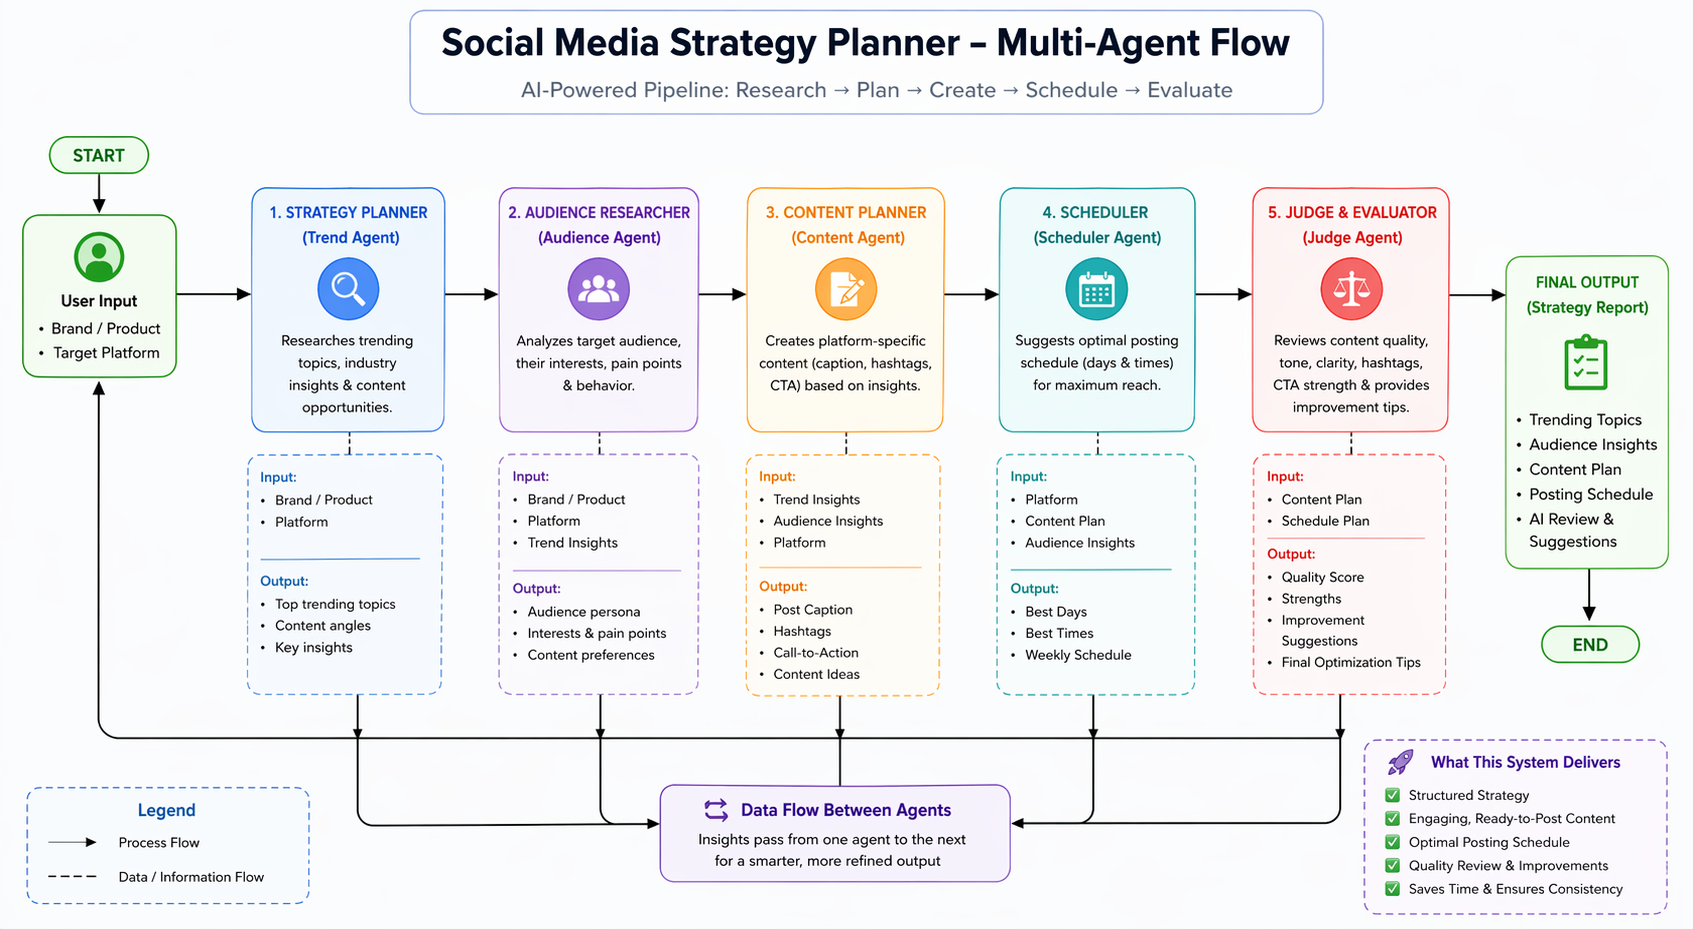 Social Media Strategy Planner – Multi-Agent Flow
AI-Powered Pipeline: Research → Plan → Create → Schedule → Evaluate
START
User Input
• Brand / Product
• Target Platform
1. STRATEGY PLANNER
(Trend Agent)
Researches trending
topics, industry
insights & content
opportunities.
Input:
• Brand / Product
• Platform
Output:
• Top trending topics
• Content angles
• Key insights
2. AUDIENCE RESEARCHER
(Audience Agent)
Analyzes target audience,
their interests, pain points
& behavior.
Input:
• Brand / Product
• Platform
• Trend Insights
Output:
• Audience persona
• Interests & pain points
• Content preferences
3. CONTENT PLANNER
(Content Agent)
Creates platform-specific
content (caption, hashtags,
CTA) based on insights.
Input:
• Trend Insights
• Audience Insights
• Platform
Output:
• Post Caption
• Hashtags
• Call-to-Action
• Content Ideas
4. SCHEDULER
(Scheduler Agent)
Suggests optimal posting
schedule (days & times)
for maximum reach.
Input:
• Platform
• Content Plan
• Audience Insights
Output:
• Best Days
• Best Times
• Weekly Schedule
5. JUDGE & EVALUATOR
(Judge Agent)
Reviews content quality,
tone, clarity, hashtags,
CTA strength & provides
improvement tips.
Input:
• Content Plan
• Schedule Plan
Output:
• Quality Score
• Strengths
• Improvement
Suggestions
• Final Optimization Tips
FINAL OUTPUT
(Strategy Report)
• Trending Topics
• Audience Insights
• Content Plan
• Posting Schedule
• AI Review &
Suggestions
END
Legend
Process Flow
Data / Information Flow
Data Flow Between Agents
Insights pass from one agent to the next
for a smarter, more refined output
What This System Delivers
✅ Structured Strategy
✅ Engaging, Ready-to-Post Content
✅ Optimal Posting Schedule
✅ Quality Review & Improvements
✅ Saves Time & Ensures Consistency